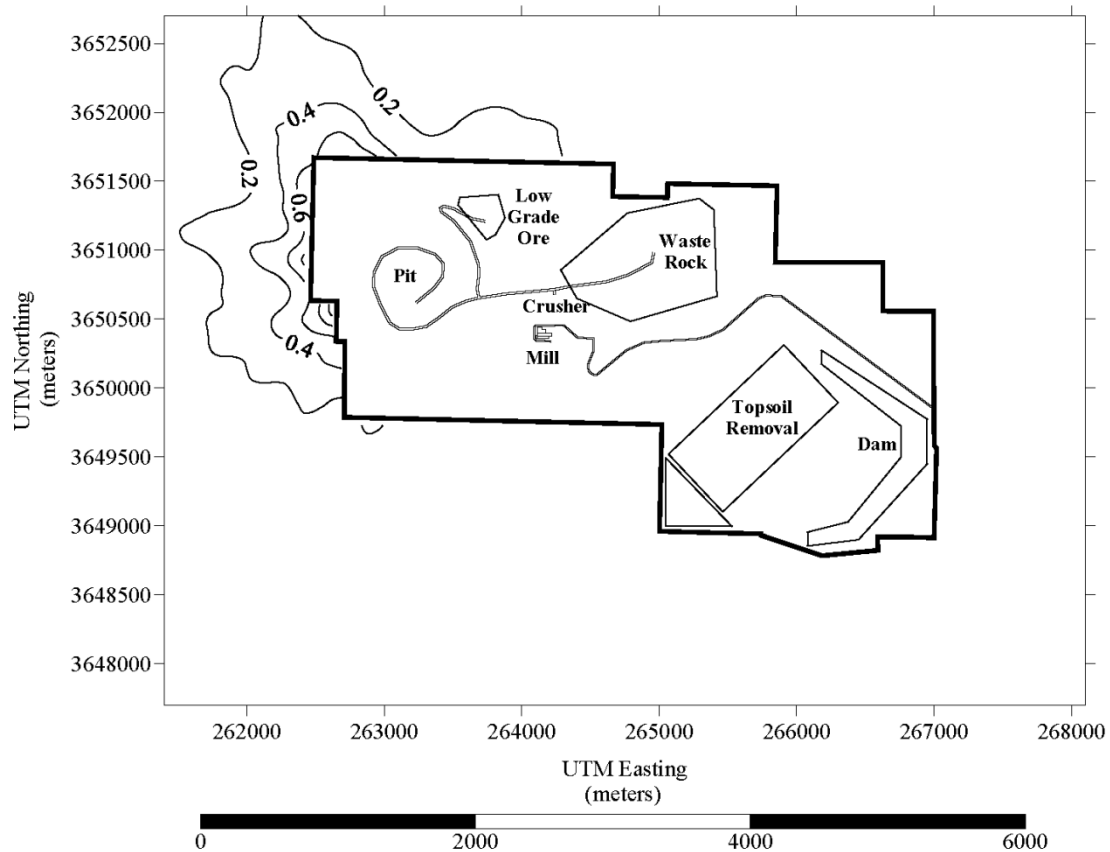 3652500
3652000
3651500
3651000
3650500
3650000
3649500
3649000
3648500
3648000
UTM Northing
(meters)
0.2
0.4
0.2
0.6
0.4
Low
Grade
Ore
Waste
Rock
Pit
Crusher
Mill
Topsoil
Removal
Dam
262000
263000
264000
265000
266000
267000
268000
UTM Easting
(meters)
0
2000
4000
6000